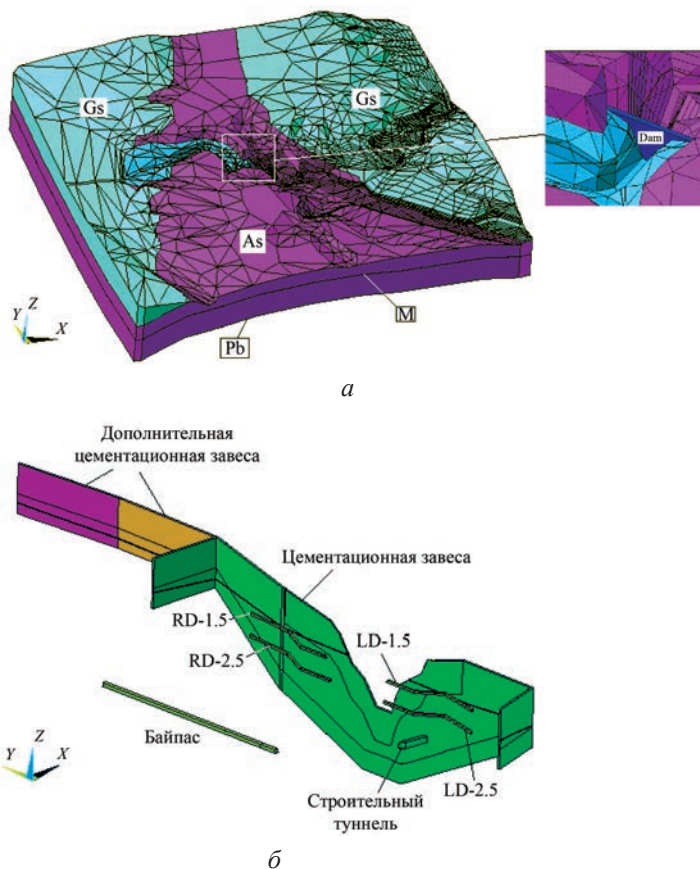 Gs
Gs
Dam
As
Z
Y
X
M
Pb
а
Дополнительная
цементационная завеса
Цементационная завеса
RD-1.5
LD-1.5
RD-2.5
Z
Y
X
Байпас
LD-2.5
Строительный
туннель
б